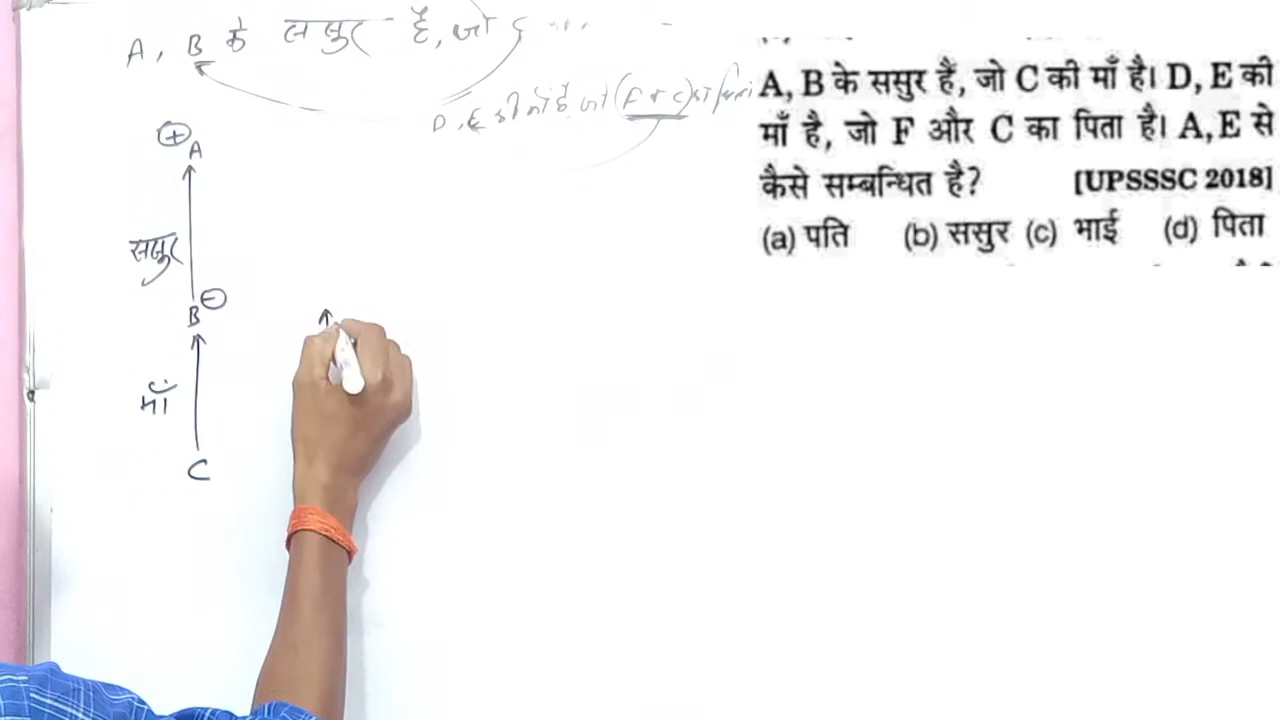 A, B के ससुर है, जो
A, B के ससुर हैं, जो C की माँ है। D, E की
माँ है, जो F और C का पिता है। A, E से
कैसे सम्बन्धित है? [UPSSSC 2018]
(a) पति (b) ससुर (c) भाई (d) पिता
D, E की माँ है, जो (F व C)
+
A
ससुर
B −
माँ
C